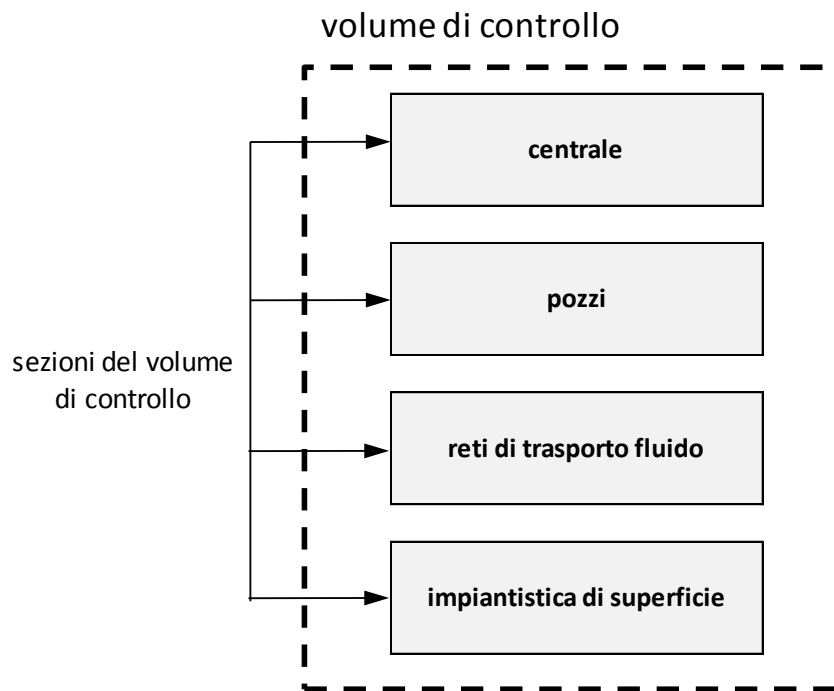 volume di controllo
centrale
pozzi
sezioni del volume
di controllo
reti di trasporto fluido
impiantistica di superficie